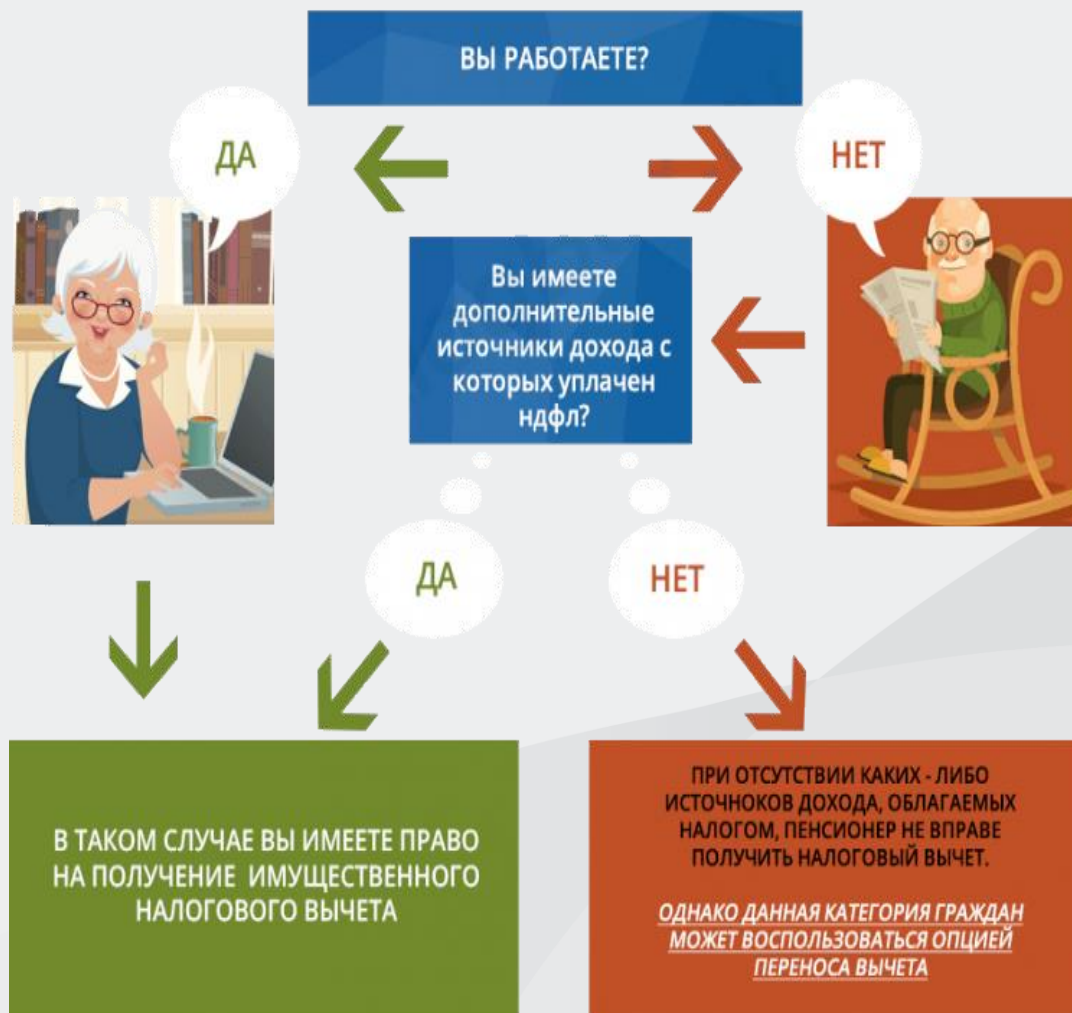 ВЫ РАБОТАЕТЕ?
ДА
НЕТ
Вы имеете
дополнительные
источники дохода с
которых уплачен
ндфл?
ДА
НЕТ
В ТАКОМ СЛУЧАЕ ВЫ ИМЕЕТЕ ПРАВО
НА ПОЛУЧЕНИЕ ИМУЩЕСТВЕННОГО
НАЛОГОВОГО ВЫЧЕТА
ПРИ ОТСУТСТВИИ КАКИХ - ЛИБО
ИСТОЧНОКОВ ДОХОДА, ОБЛАГАЕМЫХ
НАЛОГОМ, ПЕНСИОНЕР НЕ ВПРАВЕ
ПОЛУЧИТЬ НАЛОГОВЫЙ ВЫЧЕТ.
ОДНАКО ДАННАЯ КАТЕГОРИЯ ГРАЖДАН
МОЖЕТ ВОСПОЛЬЗОВАТЬСЯ ОПЦИЕЙ
ПЕРЕНОСА ВЫЧЕТА